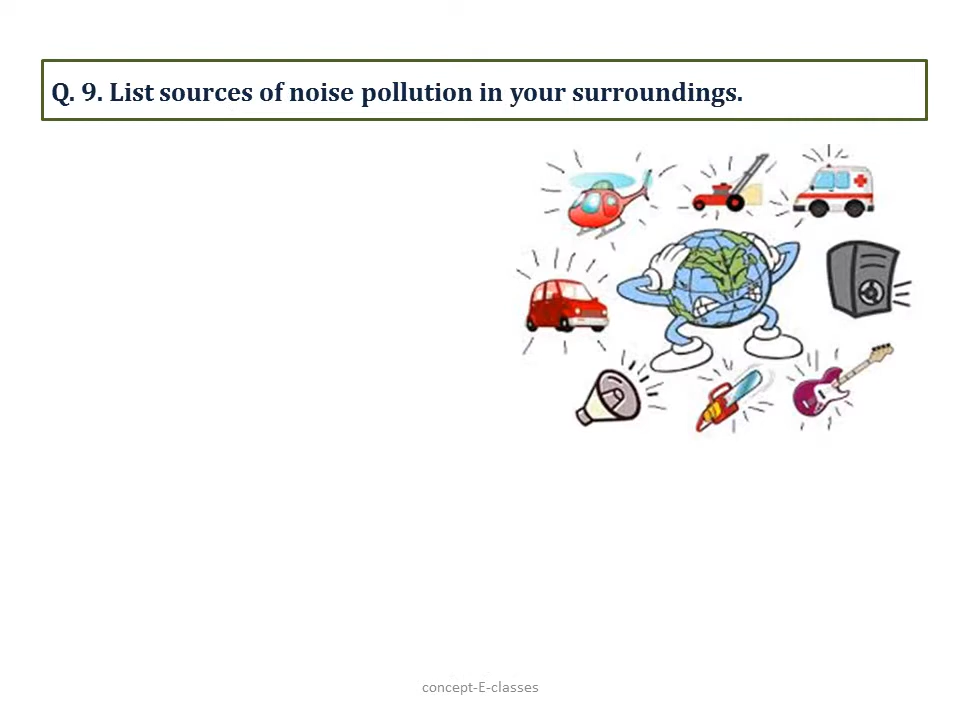 Q. 9. List sources of noise pollution in your surroundings.
concept-E-classes